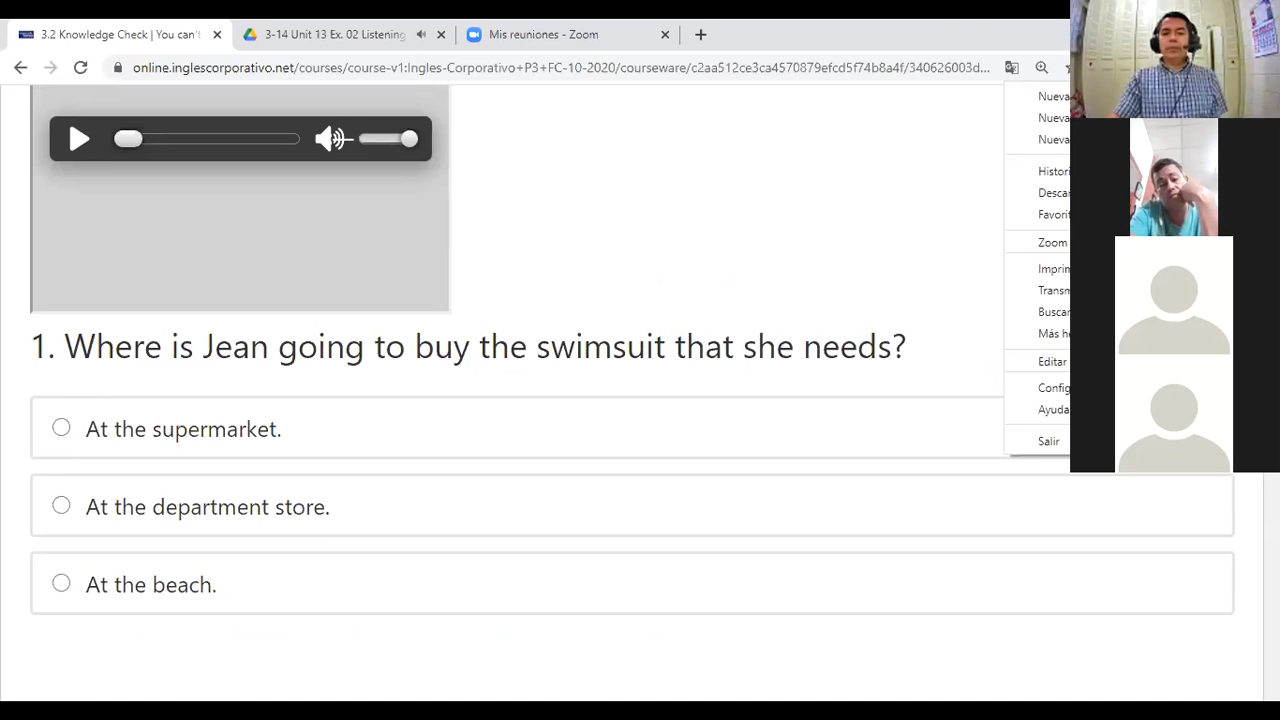 3.2 Knowledge Check | You can't
3-14 Unit 13 Ex. 02 Listening
Mis reuniones - Zoom
online.inglescorporativo.net/courses/course-v1:Ingles-Corporativo+P3+FC-10-2020/courseware/c2aa512ce3ca4570879efcd5f74b8a4f/340626003d...
Nueva
Nueva
Nueva
Histori
Desca
Favorit
Zoom
Imprim
Transm
Buscar
Más h
Editar
Config
Ayuda
Salir
1. Where is Jean going to buy the swimsuit that she needs?
At the supermarket.
At the department store.
At the beach.